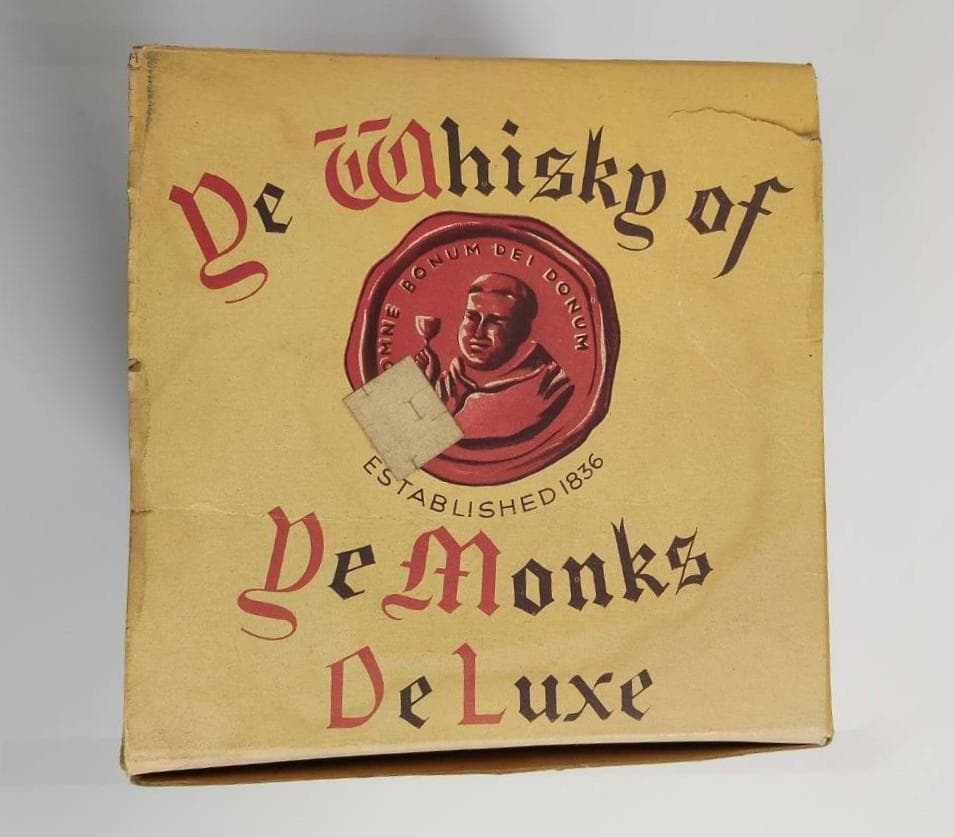 Ye Whisky of
OMNE BONUM DEI DONUM
ESTABLISHED 1836
Ye Monks
De Luxe